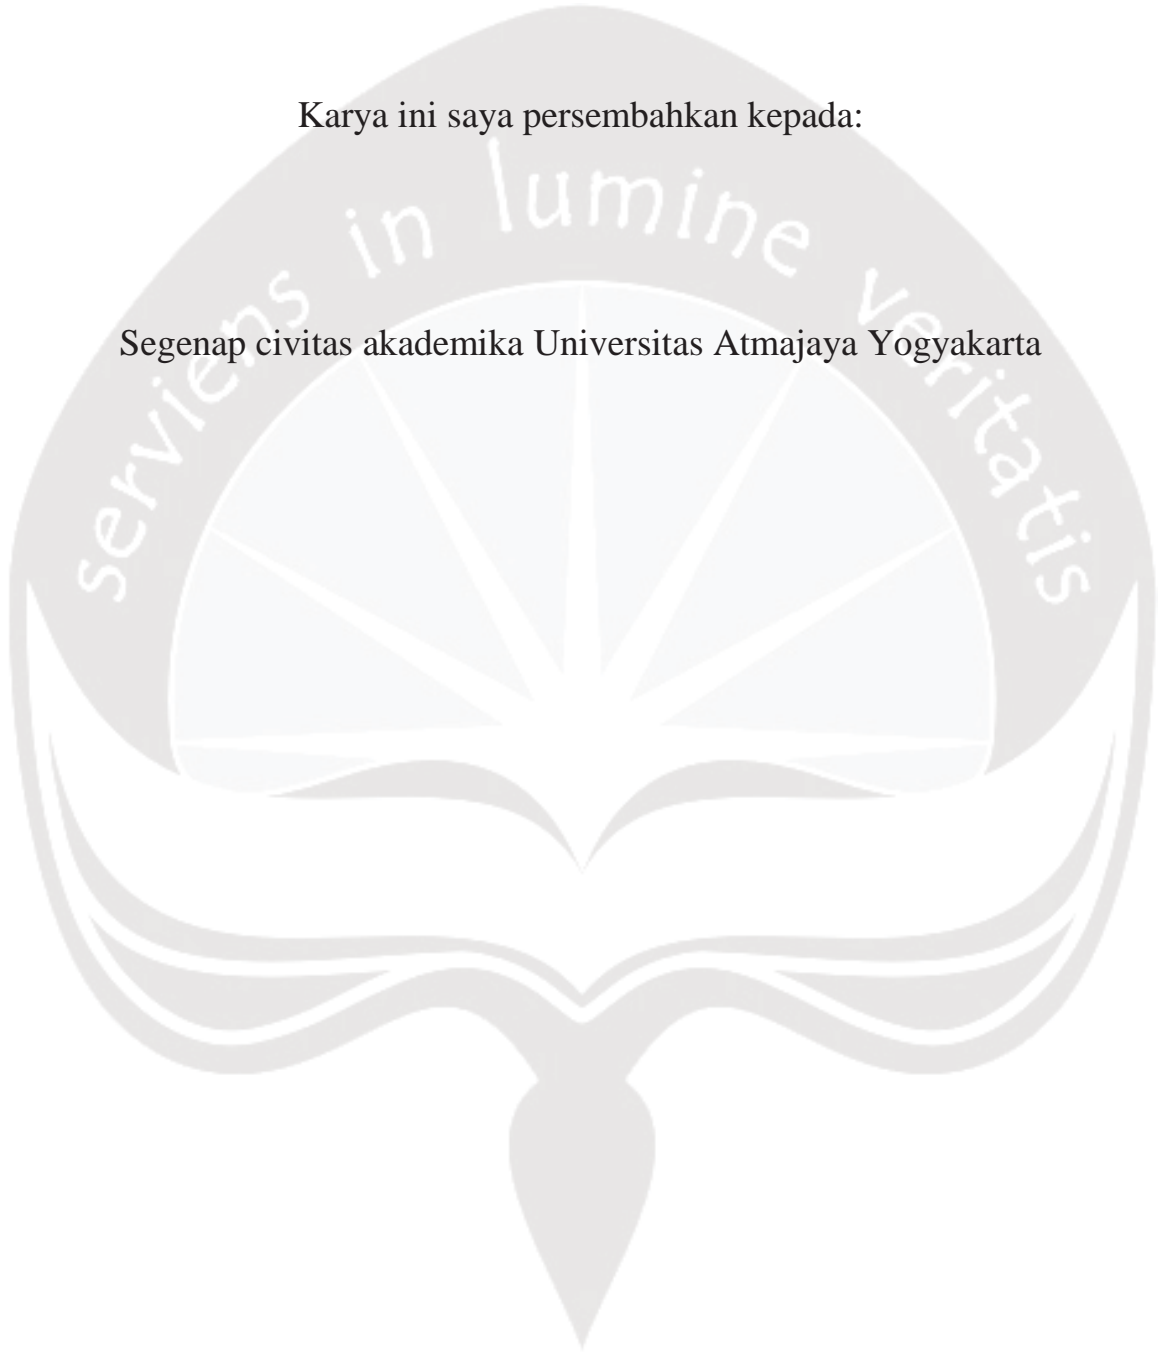 Karya ini saya persembahkan kepada:
serviens in lumine veritatis
Segenap civitas akademika Universitas Atmajaya Yogyakarta